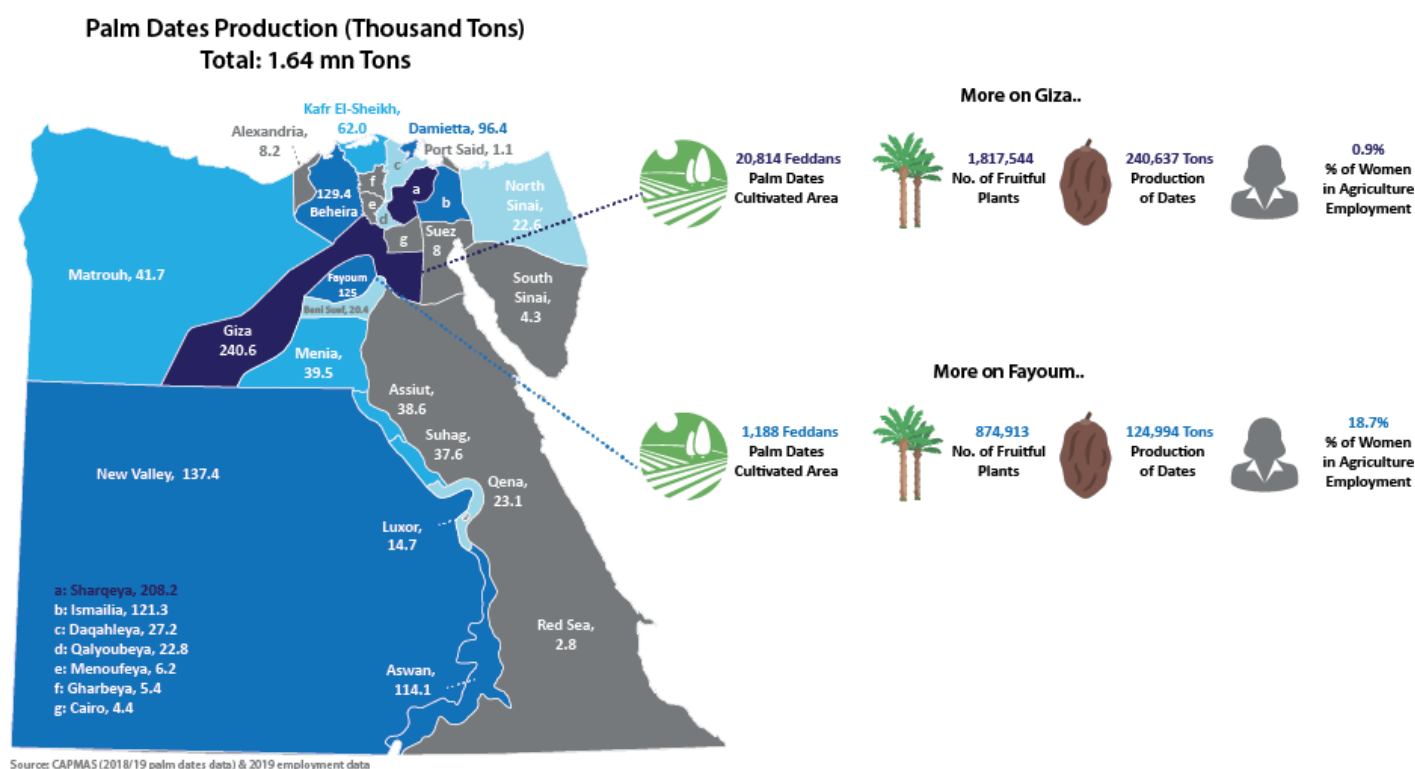 Palm Dates Production (Thousand Tons)
Total: 1.64 mn Tons
Kafr El-Sheikh,
62.0
Alexandria,
8.2
Damietta, 96.4
Port Said, 1.1
c
f
a
129.4
Beheira
e
b
d
North
Sinai,
22.6
g
Suez
8
Matrouh, 41.7
Fayoum
125
South
Sinai,
4.3
Beni Suef, 20.4
Giza
240.6
Menia,
39.5
Assiut,
38.6
Suhag,
37.6
New Valley, 137.4
Qena,
23.1
Luxor,
14.7
Red Sea,
2.8
Aswan,
114.1
a: Sharqeya, 208.2
b: Ismailia, 121.3
c: Daqahleya, 27.2
d: Qalyoubeya, 22.8
e: Menoufeya, 6.2
f: Gharbeya, 5.4
g: Cairo, 4.4
More on Giza..
20,814 Feddans
Palm Dates
Cultivated Area
1,817,544
No. of Fruitful
Plants
240,637 Tons
Production
of Dates
0.9%
% of Women
in Agriculture
Employment
More on Fayoum..
1,188 Feddans
Palm Dates
Cultivated Area
874,913
No. of Fruitful
Plants
124,994 Tons
Production
of Dates
18.7%
% of Women
in Agriculture
Employment
Source: CAPMAS (2018/19 palm dates data) & 2019 employment data